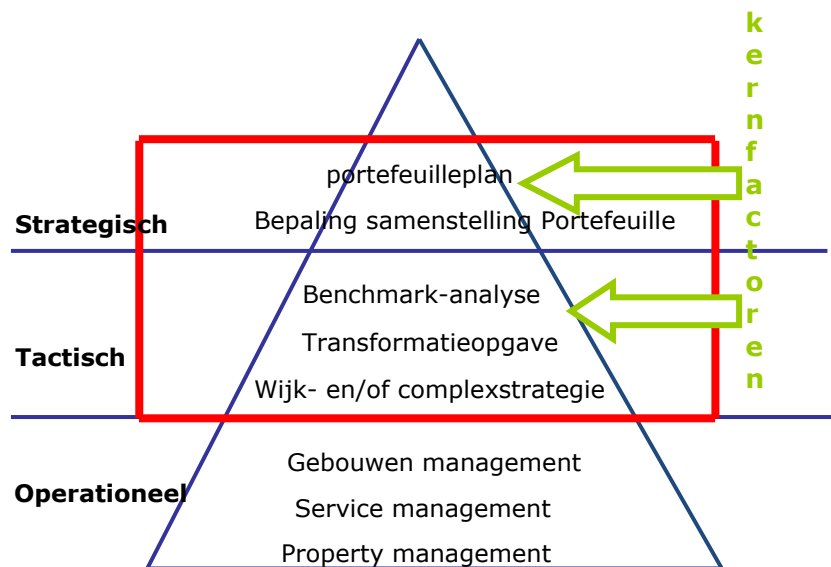 kernfactoren
portefeuilleplan
Strategisch
Bepaling samenstelling Portefeuille
Benchmark-analyse
Transformatieopgave
Tactisch
Wijk- en/of complexstrategie
Gebouwen management
Operationeel
Service management
Property management